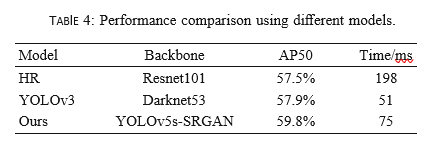 TABLE 4: Performance comparison using different models.
Model Backbone AP50 Time/ms
HR Resnet101 57.5% 198
YOLOv3 Darknet53 57.9% 51
Ours YOLOv5s-SRGAN 59.8% 75